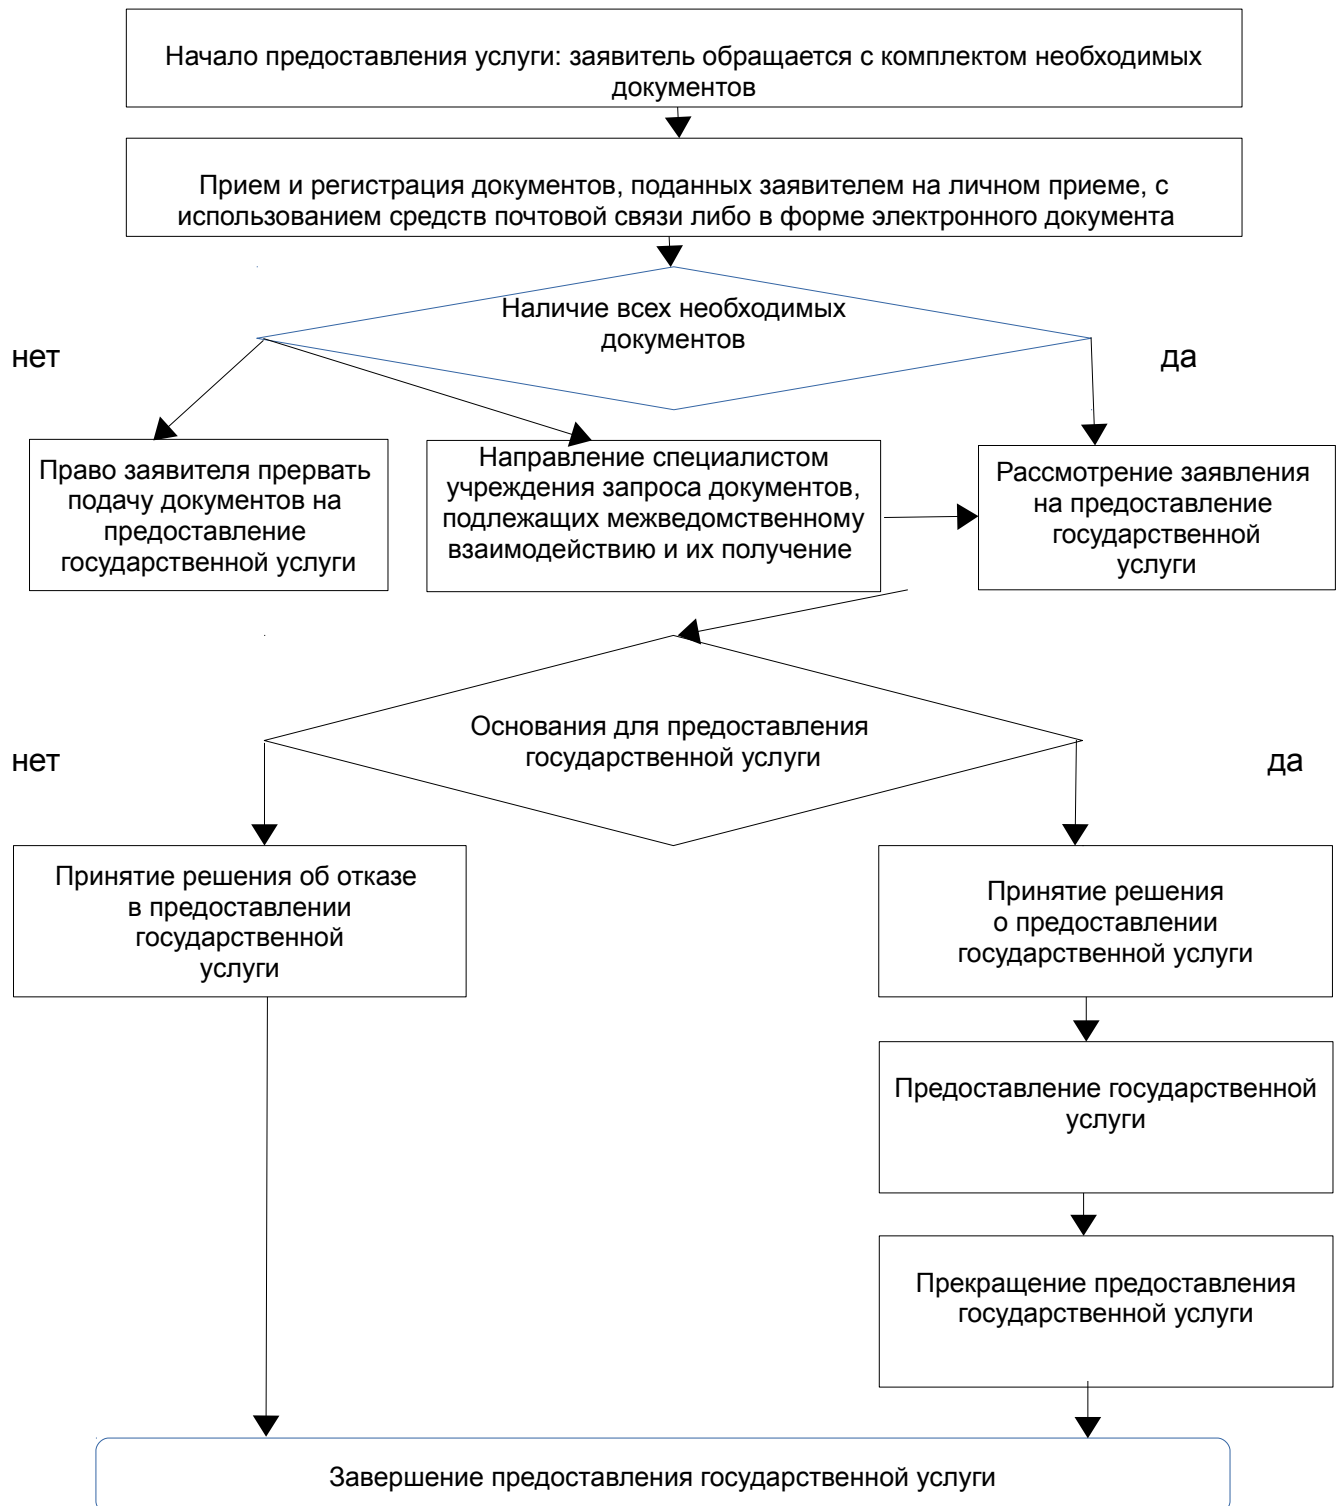 Начало предоставления услуги: заявитель обращается с комплектом необходимых
документов
Прием и регистрация документов, поданных заявителем на личном приеме, с
использованием средств почтовой связи либо в форме электронного документа
Наличие всех необходимых
документов
нет
да
Право заявителя прервать
подачу документов на
предоставление
государственной услуги
Направление специалистом
учреждения запроса документов,
подлежащих межведомственному
взаимодействию и их получение
Рассмотрение заявления
на предоставление
государственной
услуги
Основания для предоставления
государственной услуги
нет
да
Принятие решения об отказе
в предоставлении
государственной
услуги
Принятие решения
о предоставлении
государственной услуги
Предоставление государственной
услуги
Прекращение предоставления
государственной услуги
Завершение предоставления государственной услуги